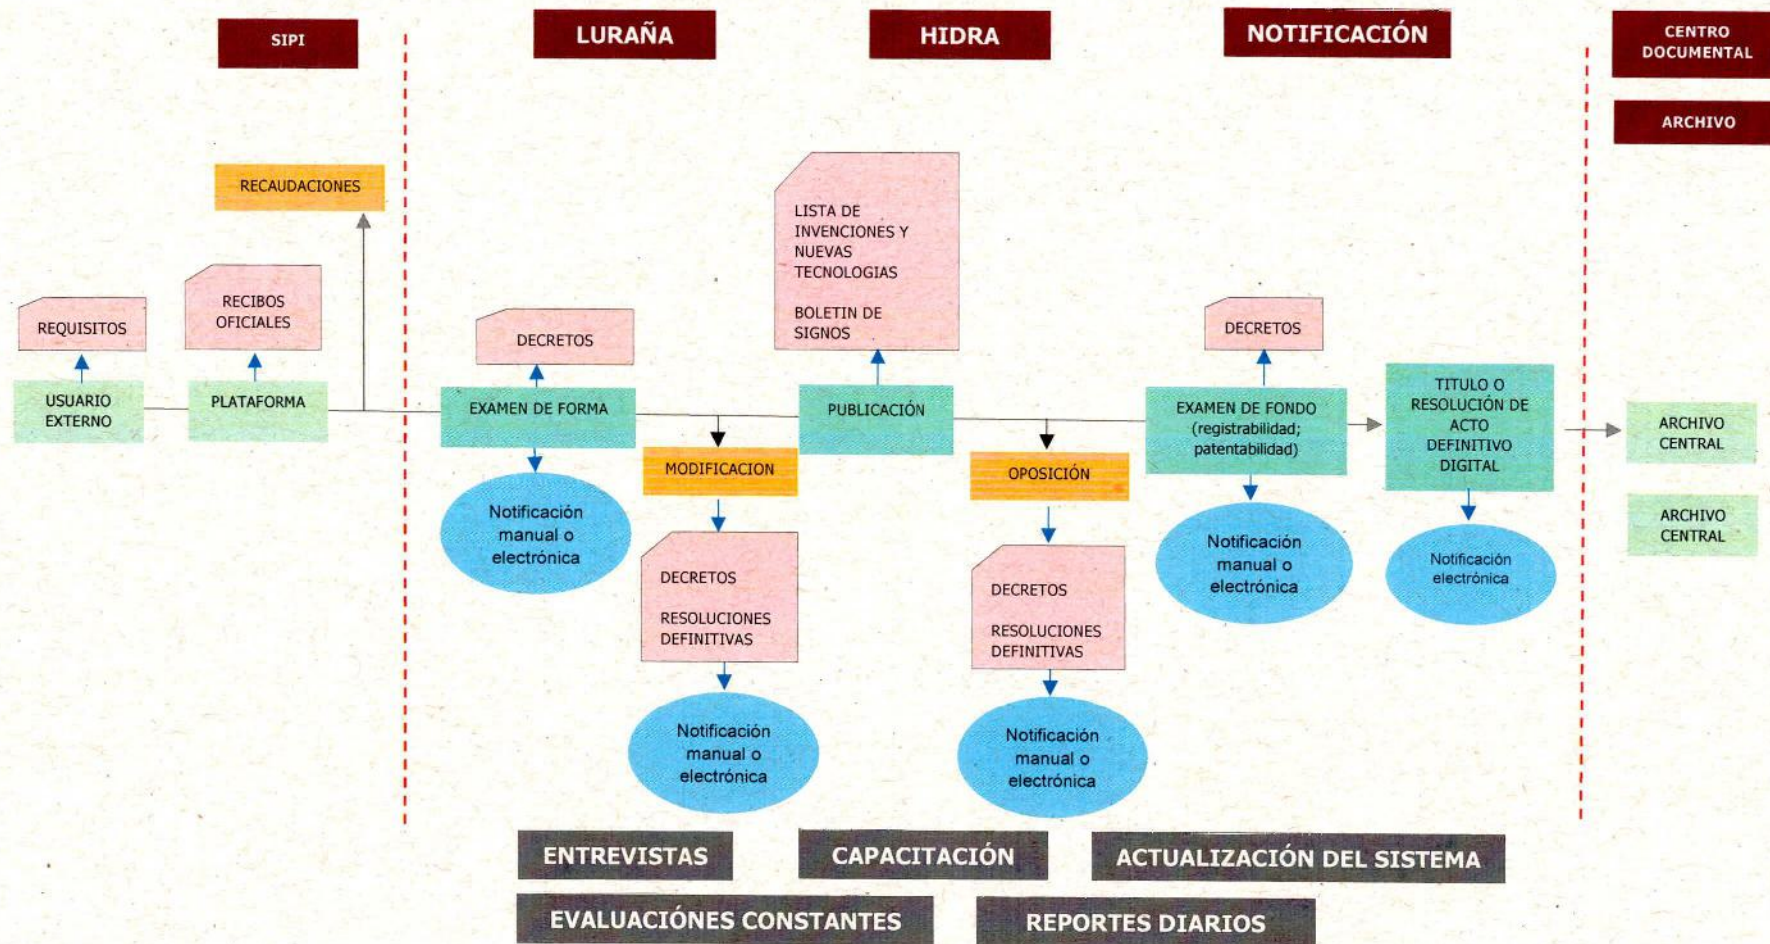 SIPI
LURAÑA
HIDRA
NOTIFICACIÓN
CENTRO
DOCUMENTAL
ARCHIVO
RECAUDACIONES
REQUISITOS
RECIBOS
OFICIALES
USUARIO
EXTERNO
PLATAFORMA
DECRETOS
EXAMEN DE FORMA
Notificación
manual o
electrónica
MODIFICACION
DECRETOS
RESOLUCIONES
DEFINITIVAS
Notificación
manual o
electrónica
LISTA DE
INVENCIONES Y
NUEVAS
TECNOLOGIAS
BOLETIN DE
SIGNOS
PUBLICACIÓN
OPOSICIÓN
DECRETOS
RESOLUCIONES
DEFINITIVAS
Notificación
manual o
electrónica
DECRETOS
EXAMEN DE FONDO
(registrabilidad;
patentabilidad)
Notificación
manual o
electrónica
TITULO O
RESOLUCIÓN DE
ACTO
DEFINITIVO
DIGITAL
Notificación
electrónica
ARCHIVO
CENTRAL
ARCHIVO
CENTRAL
ENTREVISTAS
CAPACITACIÓN
ACTUALIZACIÓN DEL SISTEMA
EVALUACIÓNES CONSTANTES
REPORTES DIARIOS